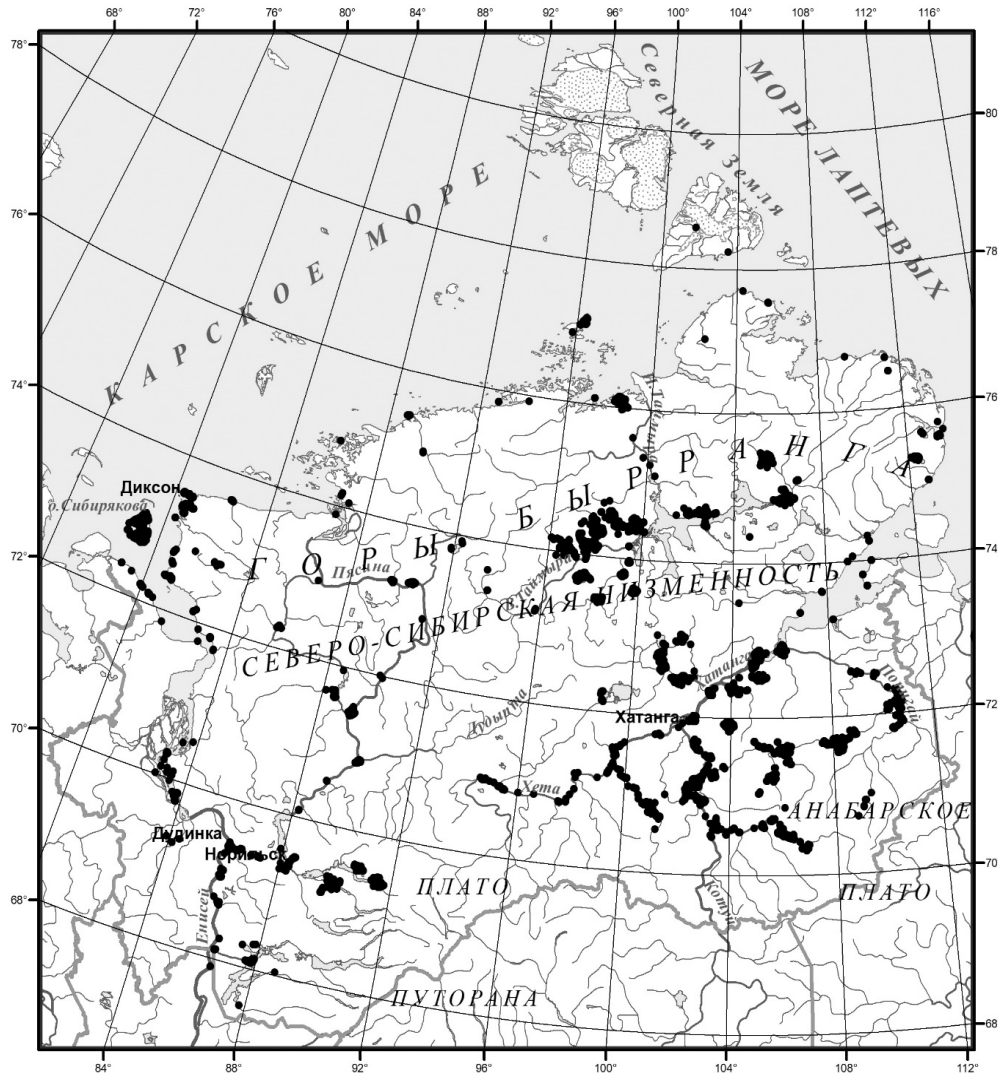 68° 72° 76° 80° 84° 88° 92° 96° 100° 104° 108° 112° 116°
78°
80°
МОРЕ ЛАПТЕВЫХ
Северная Земля
КАРСКОЕ МОРЕ
76°
78°
74°
76°
Н.Таймыра
Диксон
о.Сибирякова
ГОРЫ БЫРРАНГА
72°
74°
Пясина
В.Таймыра
СЕВЕРО-СИБИРСКАЯ НИЗМЕННОСТЬ
Хатанга
Попигай
70°
72°
Дудыпта
Хатанга
Хета
АНАБАРСКОЕ
Дудинка
Норильск
70°
ПЛАТО
ПЛАТО
68°
Енисей
Котуй
ПУТОРАНА
68°
84° 88° 92° 96° 100° 104° 108° 112°